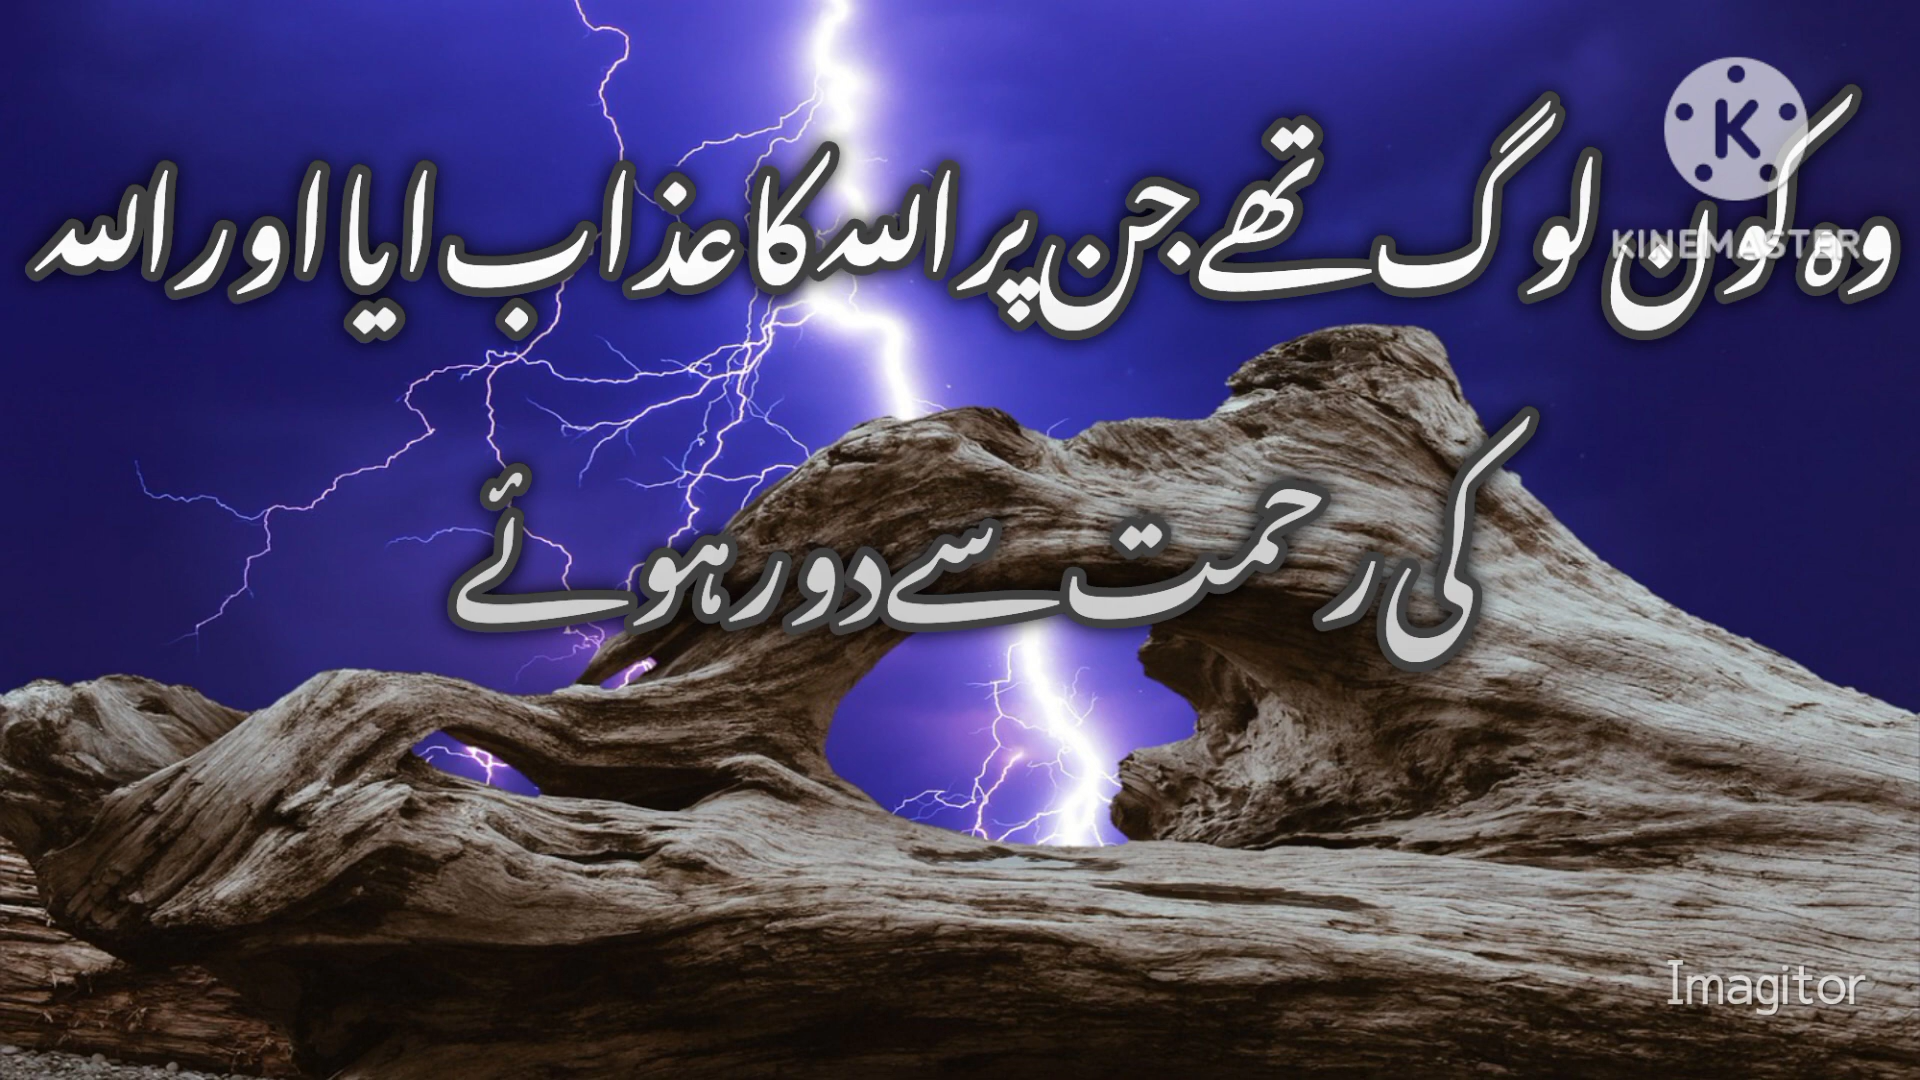 وہ کون لوگ تھے جن پر اللہ کا عذاب ایا اور اللہ
کی رحمت سے دور ہوئے
K
KINEMASTER
Imagitor